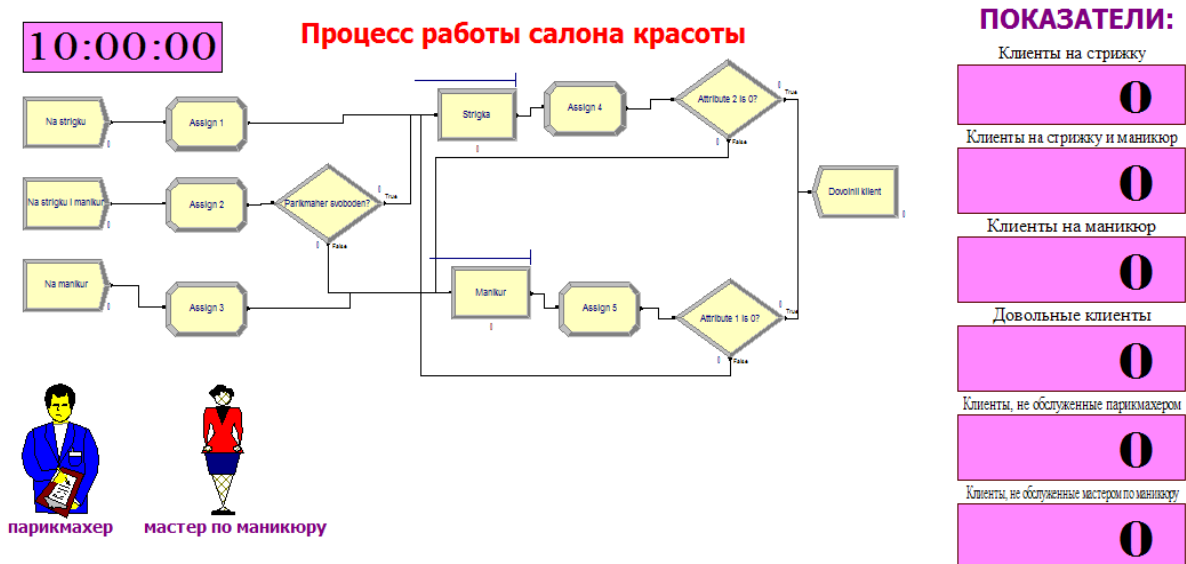 Процесс работы салона красоты
10:00:00
ПОКАЗАТЕЛИ:
Клиенты на стрижку
0
Клиенты на стрижку и маникюр
0
Клиенты на маникюр
0
Довольные клиенты
0
Клиенты, не обслуженные парикмахером
0
Клиенты, не обслуженные мастером по маникюру
0
Na strigku
Assign 1
Strigka
Assign 4
Attribute 2 is 0?
True
False
Na strigku i manikur
Assign 2
Parikmaher svoboden?
True
False
Dovolnii klient
Na manikur
Assign 3
Manikur
Assign 5
Attribute 1 is 0?
True
False
парикмахер
мастер по маникюру